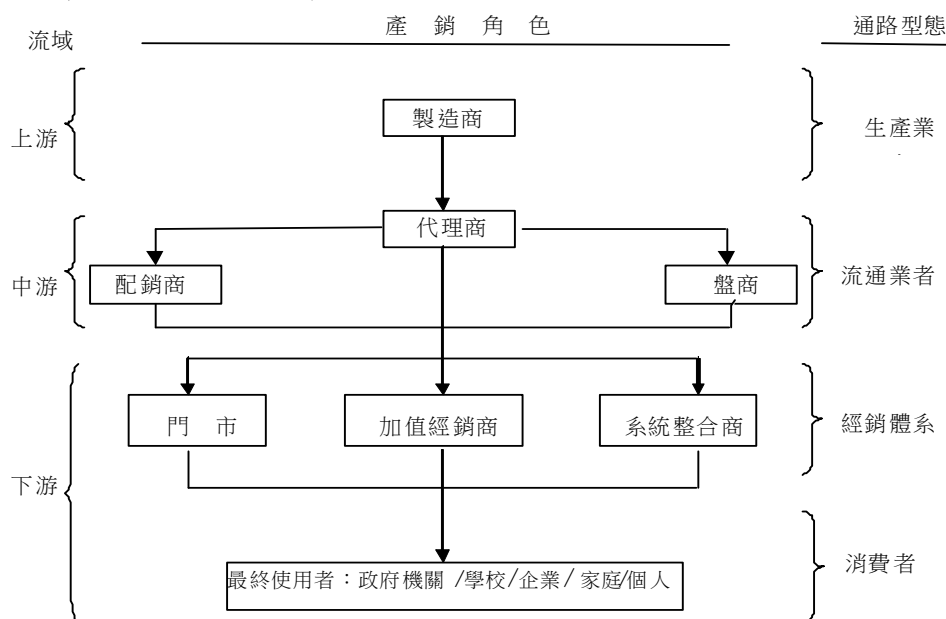 流域 產 銷 角 色 通路型態
製造商
上游 生產業
代理商
中游 配銷商 盤商 流通業者
門 市 加值經銷商 系統整合商 經銷體系
下游
消費者
最終使用者：政府機關 /學校/企業/ 家庭/個人